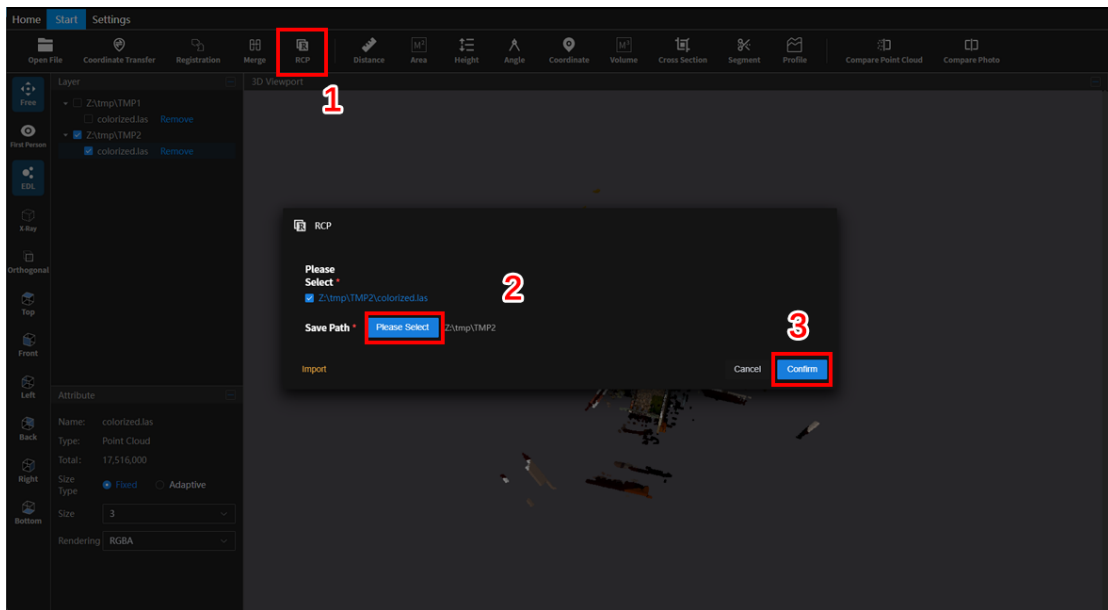 Home Start Settings
Open File Coordinate Transfer Registration Merge RCP Distance Area Height Angle Coordinate Volume Cross Section Segment Profile Compare Point Cloud Compare Photo
M² M³
1
Layer
3D Viewport
Free
Z:\tmp\TMP1
colorized.las Remove
First Person
Z:\tmp\TMP2
colorized.las Remove
EDL
X-Ray
Orthogonal
Top
Front
Left
Back
Right
Bottom
RCP
Please
Select *
2
Z:\tmp\TMP2\colorized.las
Save Path * Please Select Z:\tmp\TMP2
3
Import Cancel Confirm
Attribute
Name: colorized.las
Type: Point Cloud
Total: 17,516,000
Size
Type Fixed Adaptive
Size 3
Rendering RGBA